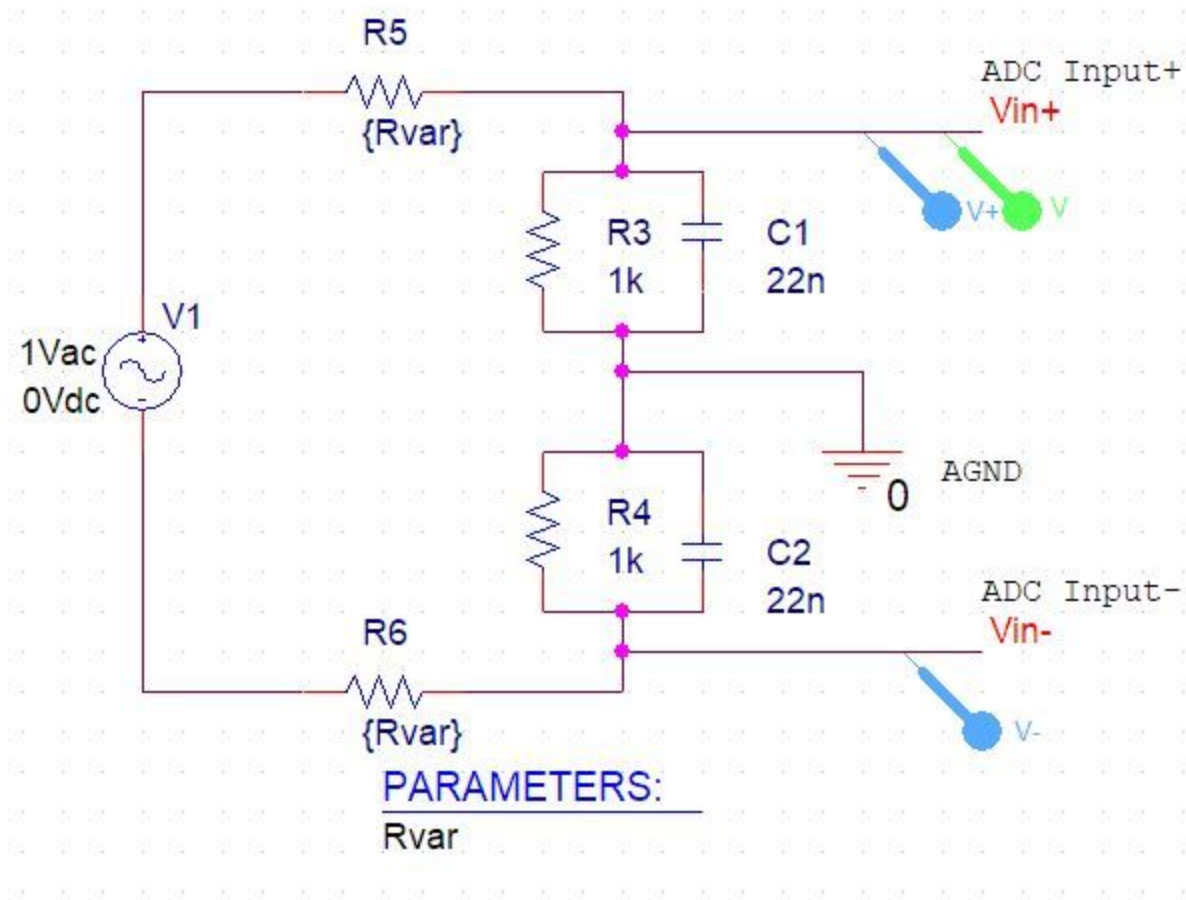 R5
{Rvar}
ADC Input+
Vin+
V+
V
R3
1k
C1
22n
V1
1Vac
0Vdc
+
-
0
AGND
R4
1k
C2
22n
ADC Input-
Vin-
V-
R6
{Rvar}
PARAMETERS:
Rvar